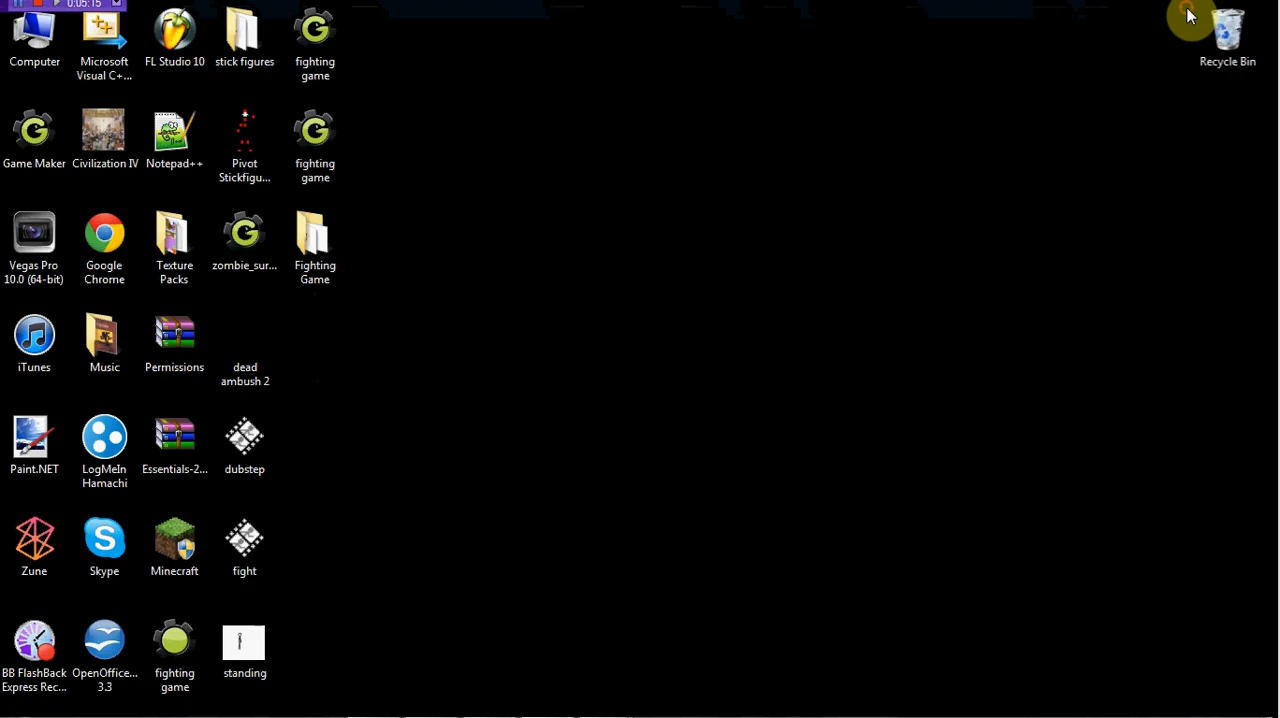 0:05:15
Computer
Microsoft
Visual C+...
FL Studio 10
stick figures
fighting
game
Recycle Bin
Game Maker
Civilization IV
Notepad++
Pivot
Stickfigu...
fighting
game
Vegas Pro
10.0 (64-bit)
Google
Chrome
Texture
Packs
zombie_sur...
Fighting
Game
iTunes
Music
Permissions
dead
ambush 2
Paint.NET
LogMeIn
Hamachi
Essentials-2...
dubstep
Zune
Skype
Minecraft
fight
BB FlashBack
Express Rec...
OpenOffice...
3.3
fighting
game
standing